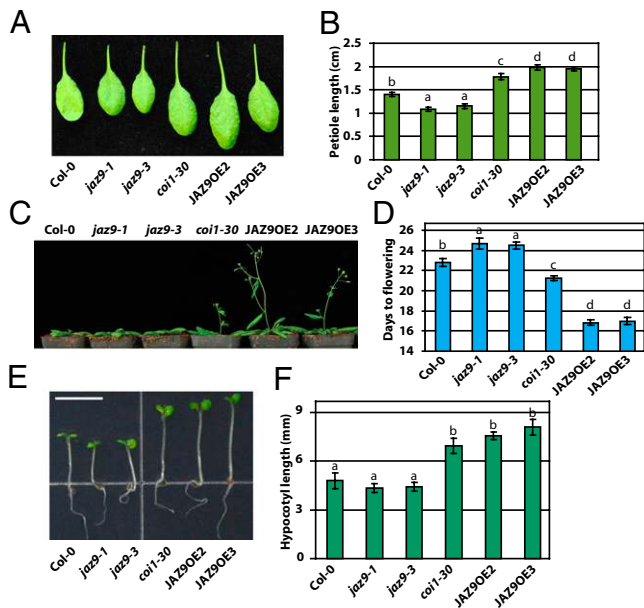 A
Col-0
jaz9-1
jaz9-3
coi1-30
JAZ9OE2
JAZ9OE3
B
Petiole length (cm)
2.5
2
1.5
1
0.5
0
b
a
a
c
d
d
Col-0
jaz9-1
jaz9-3
coi1-30
JAZ9OE2
JAZ9OE3
C
Col-0 jaz9-1 jaz9-3 coi1-30 JAZ9OE2 JAZ9OE3
D
Days to flowering
26
24
22
20
18
16
14
b
a
a
c
d
d
Col-0
jaz9-1
jaz9-3
coi1-30
JAZ9OE2
JAZ9OE3
E
Col-0
jaz9-1
jaz9-3
coi1-30
JAZ9OE2
JAZ9OE3
F
Hypocotyl length (mm)
9
6
3
0
a
a
a
b
b
b
Col-0
jaz9-1
jaz9-3
coi1-30
JAZ9OE2
JAZ9OE3